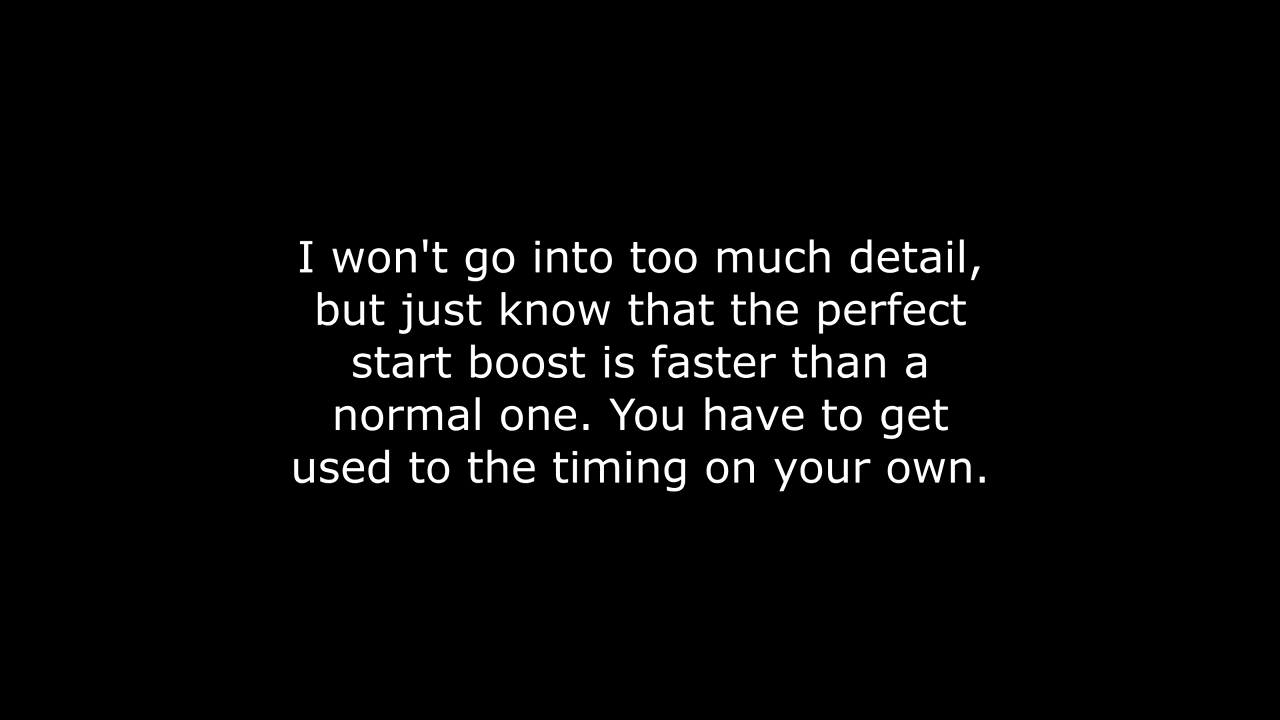 I won't go into too much detail,
but just know that the perfect
start boost is faster than a
normal one. You have to get
used to the timing on your own.